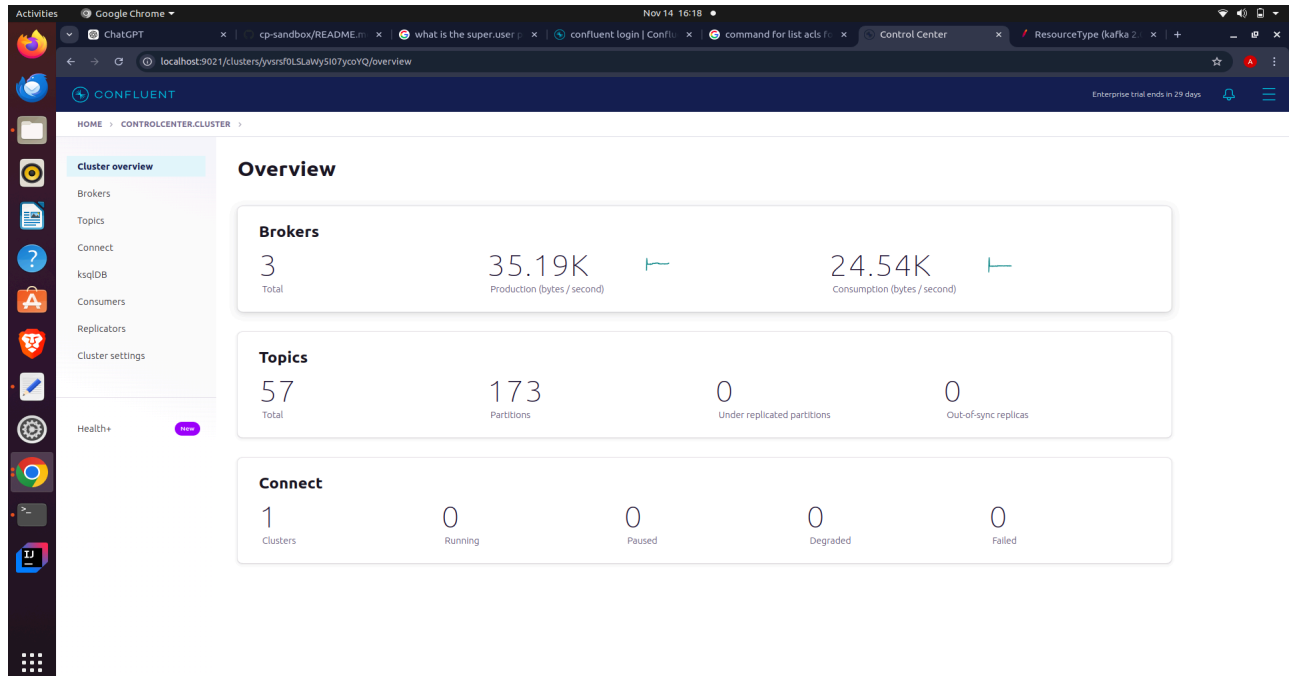 Activities Google Chrome Nov 14 16:18
ChatGPT cp-sandbox/README.m what is the super.user p confluent login | Conflu command for list acls fo Control Center ResourceType (kafka 2.
localhost:9021/clusters/yvsrsf0LSLaWy5I07ycoYQ/overview A
CONFLUENT Enterprise trial ends in 29 days
HOME > CONTROLCENTER.CLUSTER >
Cluster overview
Brokers
Topics
Connect
ksqlDB
Consumers
Replicators
Cluster settings
Health+ New
Overview
Brokers
3 35.19K 24.54K
Total Production (bytes / second) Consumption (bytes / second)
Topics
57 173 0 0
Total Partitions Under replicated partitions Out-of-sync replicas
Connect
1 0 0 0 0
Clusters Running Paused Degraded Failed